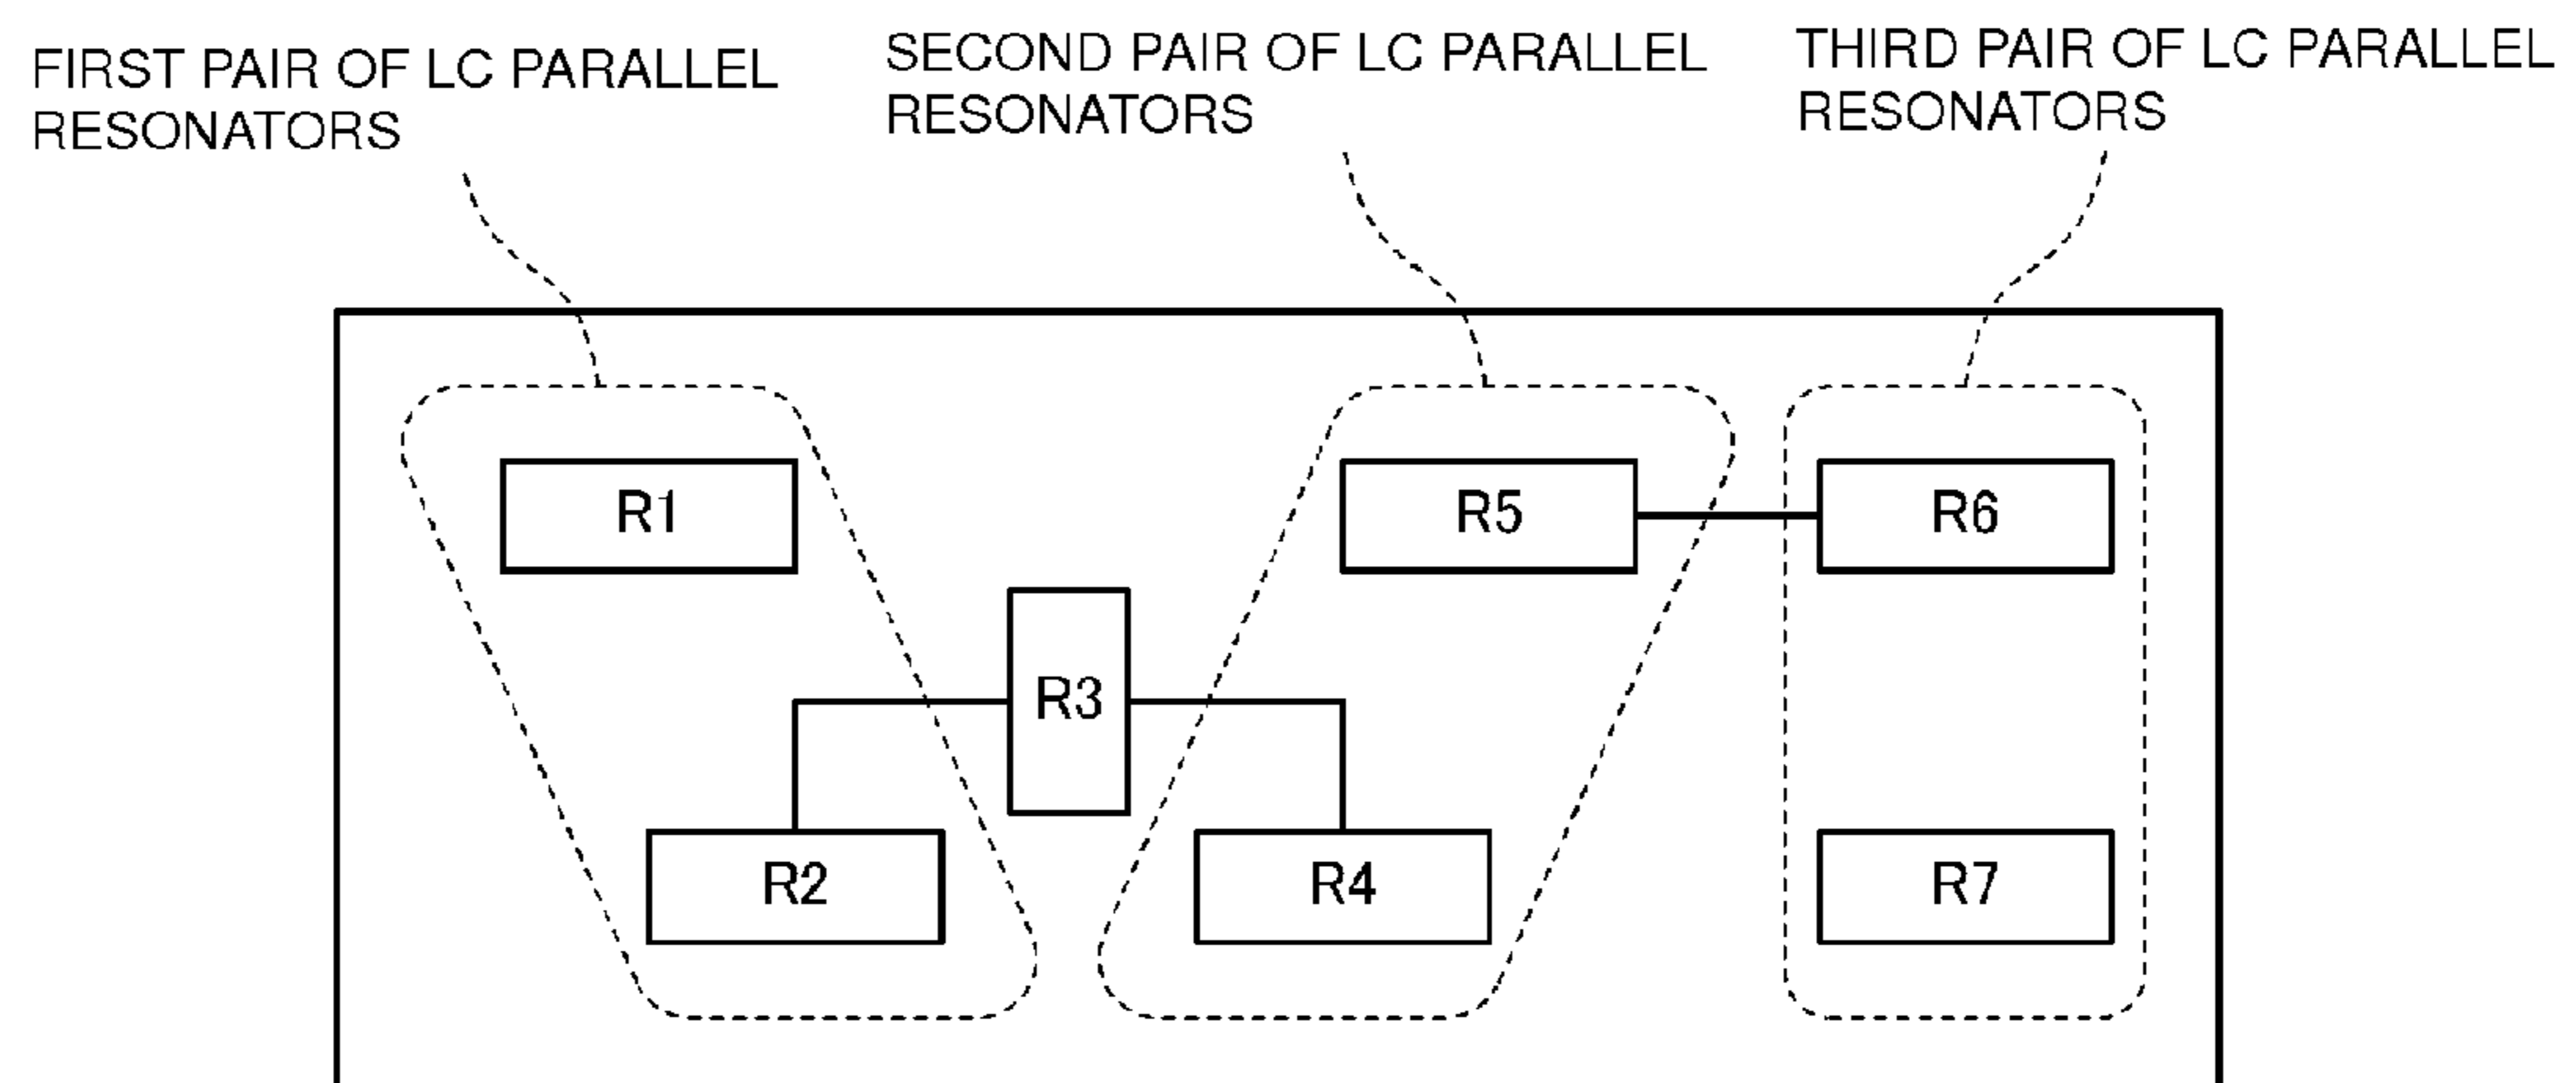 FIRST PAIR OF LC PARALLEL
RESONATORS
SECOND PAIR OF LC PARALLEL
RESONATORS
THIRD PAIR OF LC PARALLEL
RESONATORS
R1
R5
R6
R3
R2
R4
R7